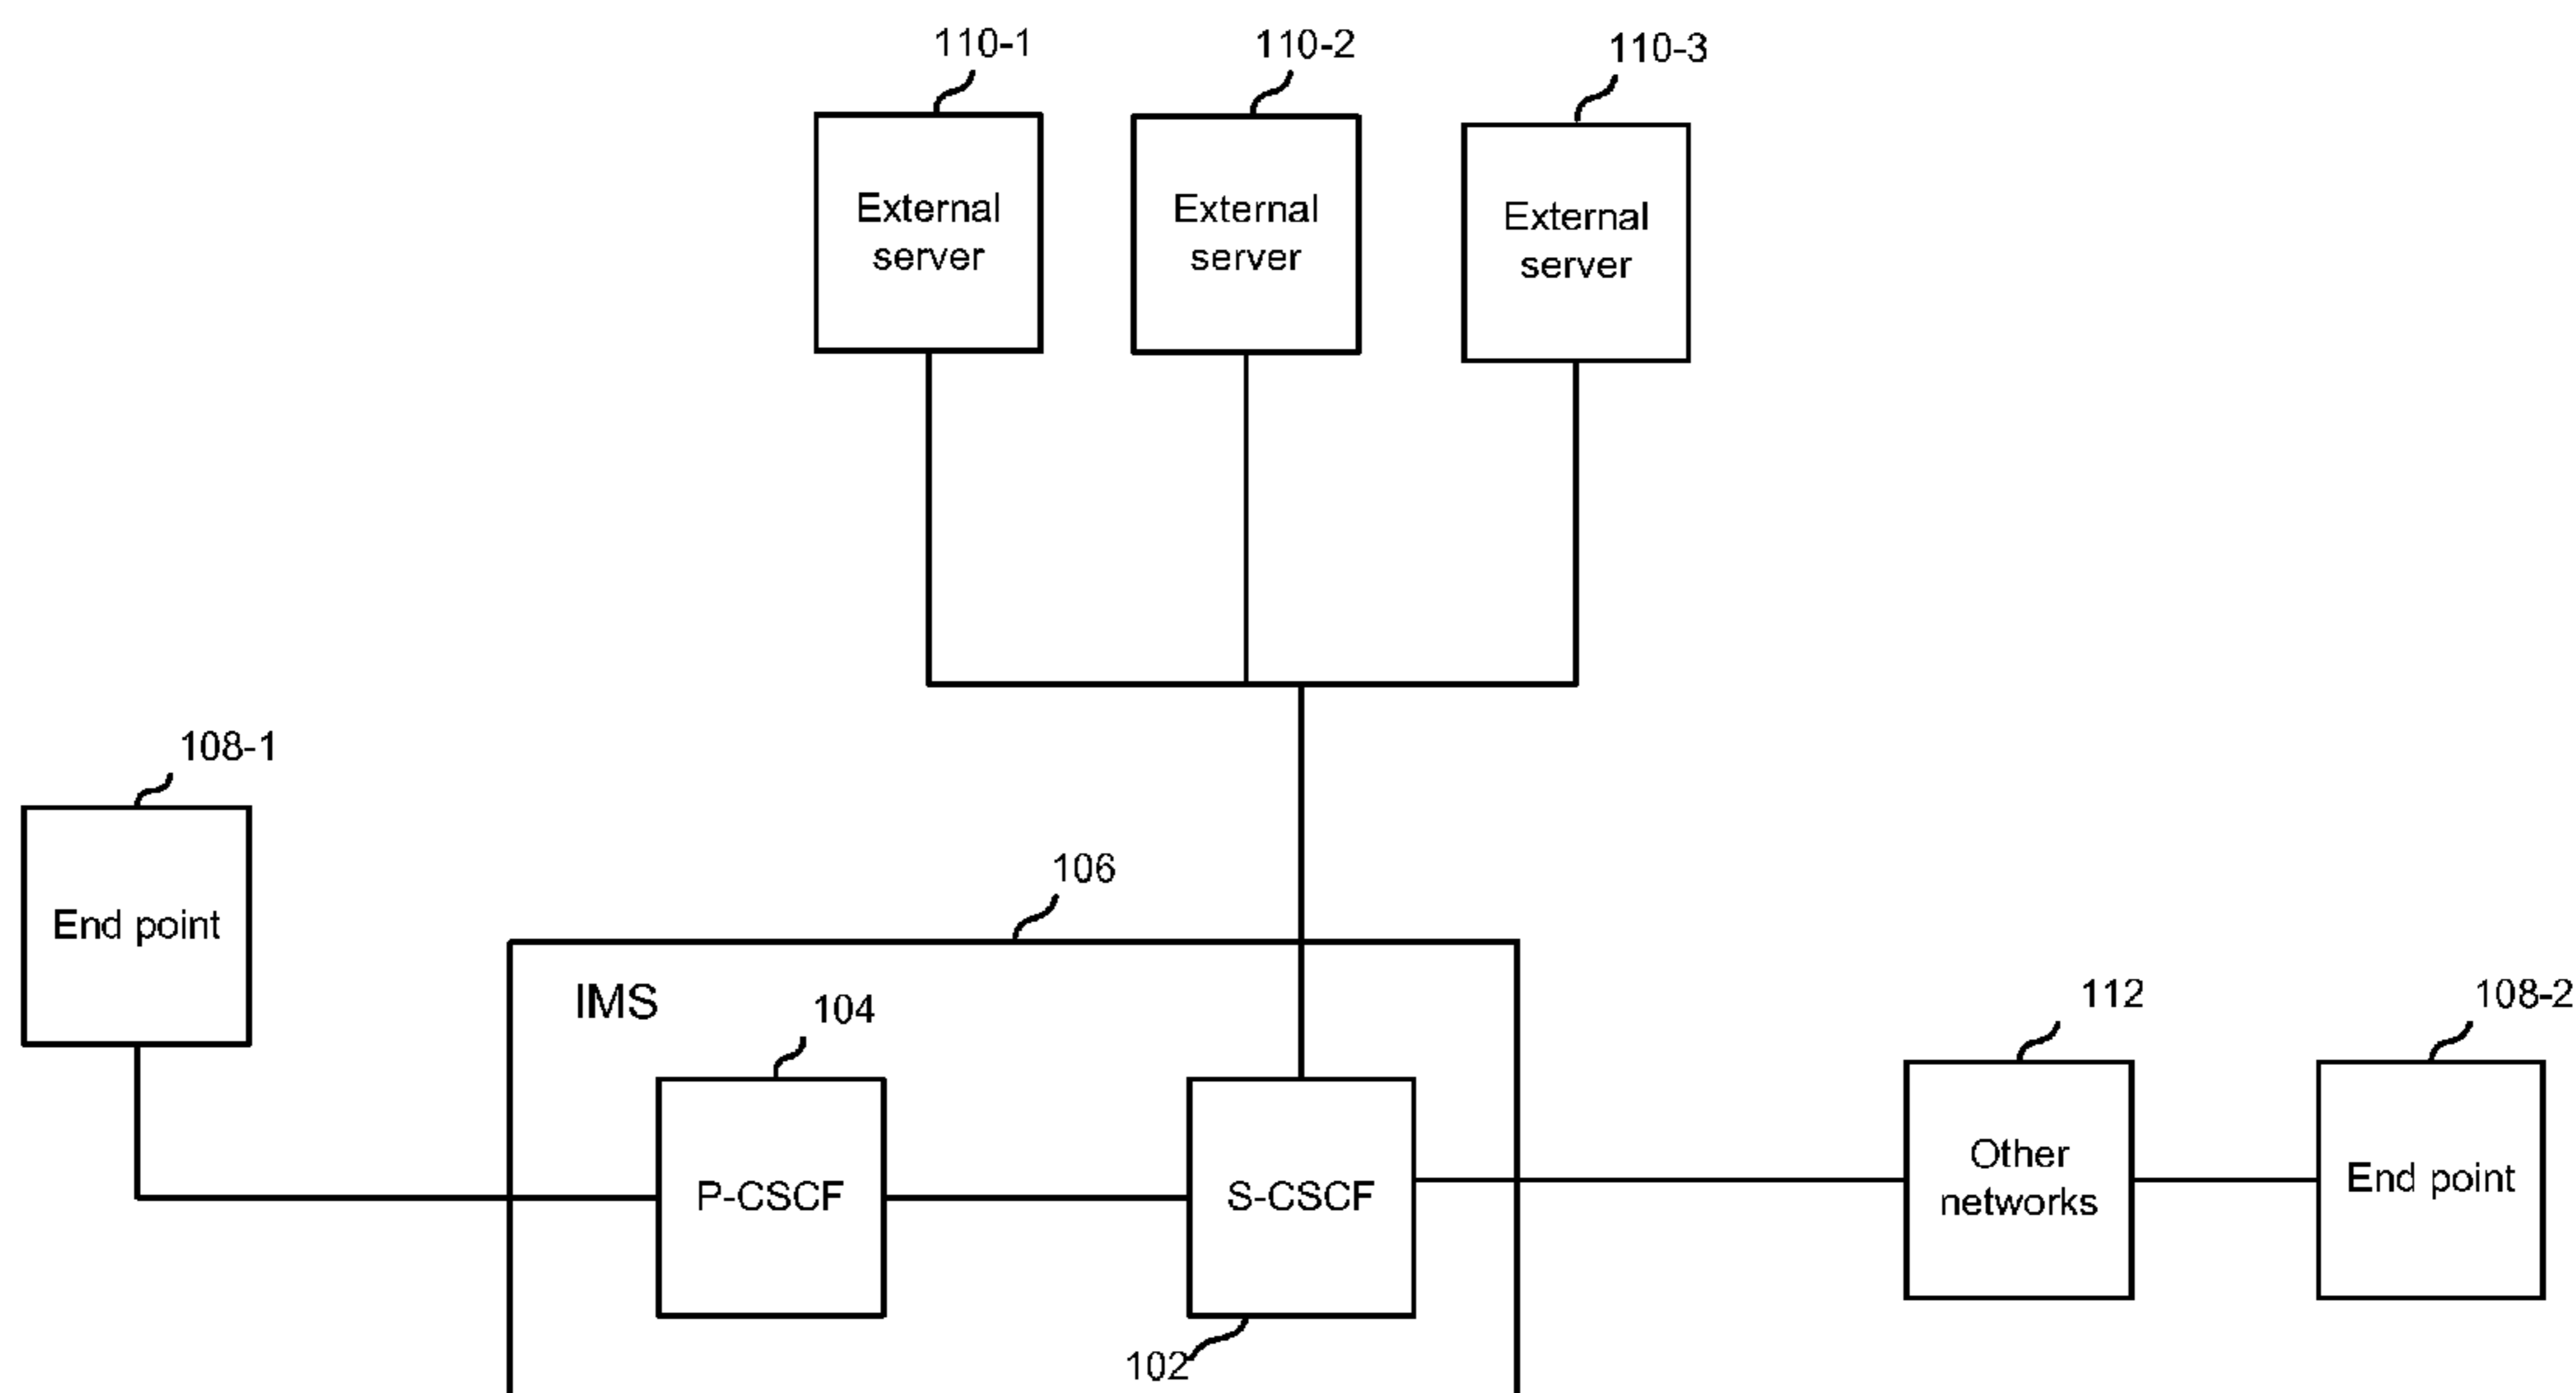 110-1
110-2
110-3
External
server
External
server
External
server
108-1
End point
106
IMS
104
P-CSCF
S-CSCF
102
112
Other
networks
108-2
End point